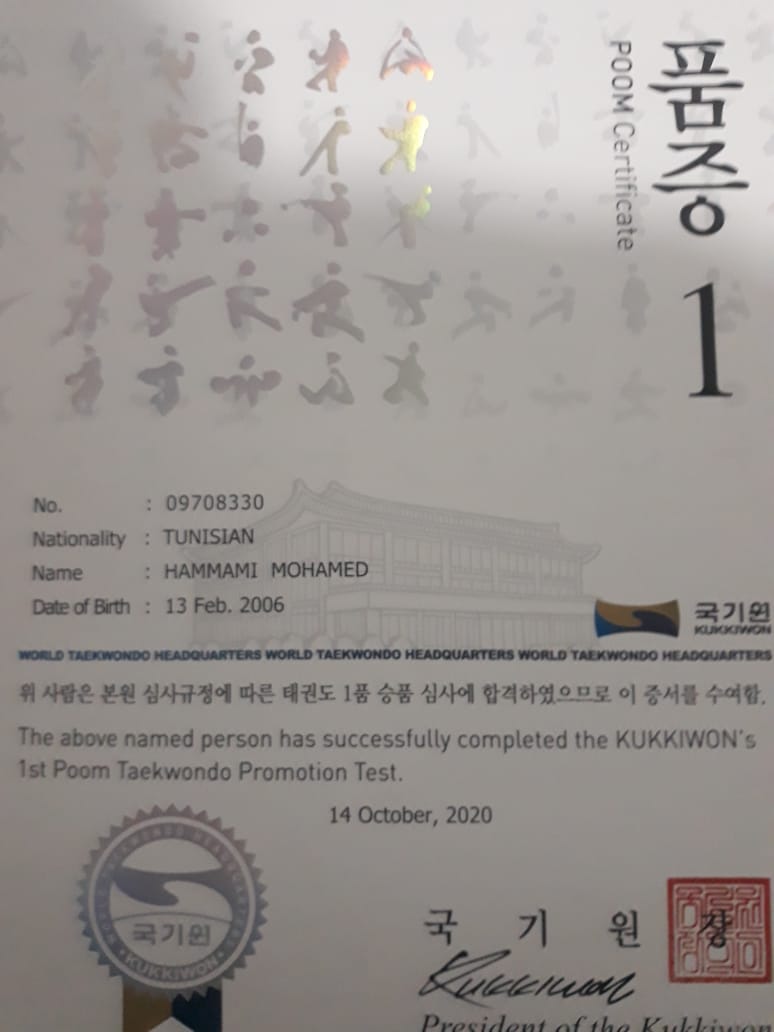 품증
POOM Certificate
1
No. : 09708330
Nationality : TUNISIAN
Name : HAMMAMI MOHAMED
Date of Birth : 13 Feb. 2006
국기원
KUKKIWON
WORLD TAEKWONDO HEADQUARTERS WORLD TAEKWONDO HEADQUARTERS WORLD TAEKWONDO HEADQUARTERS
위 사람은 본원 심사규정에 따른 태권도 1품 승품 심사에 합격하였으므로 이 증서를 수여함.
The above named person has successfully completed the KUKKIWON's
1st Poom Taekwondo Promotion Test.
14 October, 2020
WORLD TAEKWONDO HEADQUARTERS
국기원
KUKKIWON
국 기 원 장
Kukkiwon
President of the Kukkiwon